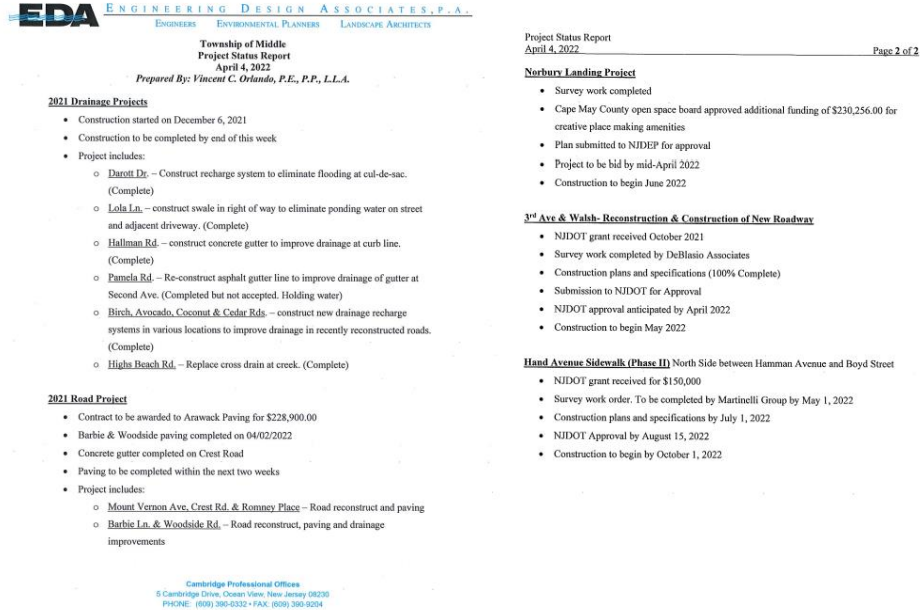 EDA ENGINEERING DESIGN ASSOCIATES, P.A.
ENGINEERS ENVIRONMENTAL PLANNERS LANDSCAPE ARCHITECTS
Township of Middle
Project Status Report
April 4, 2022
Prepared By: Vincent C. Orlando, P.E., P.P., L.L.A.
2021 Drainage Projects
• Construction started on December 6, 2021
• Construction to be completed by end of this week
• Project includes:
o Darott Dr. – Construct recharge system to eliminate flooding at cul-de-sac.
(Complete)
o Lola Ln. – construct swale in right of way to eliminate ponding water on street
and adjacent driveway. (Complete)
o Hallman Rd. – construct concrete gutter to improve drainage at curb line.
(Complete)
o Pamela Rd. – Re-construct asphalt gutter line to improve drainage of gutter at
Second Ave. (Completed but not accepted. Holding water)
o Birch, Avocado, Coconut & Cedar Rds. – construct new drainage recharge
systems in various locations to improve drainage in recently reconstructed roads.
(Complete)
o Highs Beach Rd. – Replace cross drain at creek. (Complete)
2021 Road Project
• Contract to be awarded to Arawack Paving for $228,900.00
• Barbie & Woodside paving completed on 04/02/2022
• Concrete gutter completed on Crest Road
• Paving to be completed within the next two weeks
• Project includes:
o Mount Vernon Ave, Crest Rd. & Romney Place – Road reconstruct and paving
o Barbie Ln. & Woodside Rd. – Road reconstruct, paving and drainage
improvements
Cambridge Professional Offices
5 Cambridge Drive, Ocean View, New Jersey 08230
PHONE: (609) 390-0332 • FAX: (609) 390-9204
Project Status Report
April 4, 2022 Page 2 of 2
Norbury Landing Project
• Survey work completed
• Cape May County open space board approved additional funding of $230,256.00 for
creative place making amenities
• Plan submitted to NJDEP for approval
• Project to be bid by mid-April 2022
• Construction to begin June 2022
3rd Ave & Walsh- Reconstruction & Construction of New Roadway
• NJDOT grant received October 2021
• Survey work completed by DeBlasio Associates
• Construction plans and specifications (100% Complete)
• Submission to NJDOT for Approval
• NJDOT approval anticipated by April 2022
• Construction to begin May 2022
Hand Avenue Sidewalk (Phase II) North Side between Hamman Avenue and Boyd Street
• NJDOT grant received for $150,000
• Survey work order. To be completed by Martinelli Group by May 1, 2022
• Construction plans and specifications by July 1, 2022
• NJDOT Approval by August 15, 2022
• Construction to begin by October 1, 2022